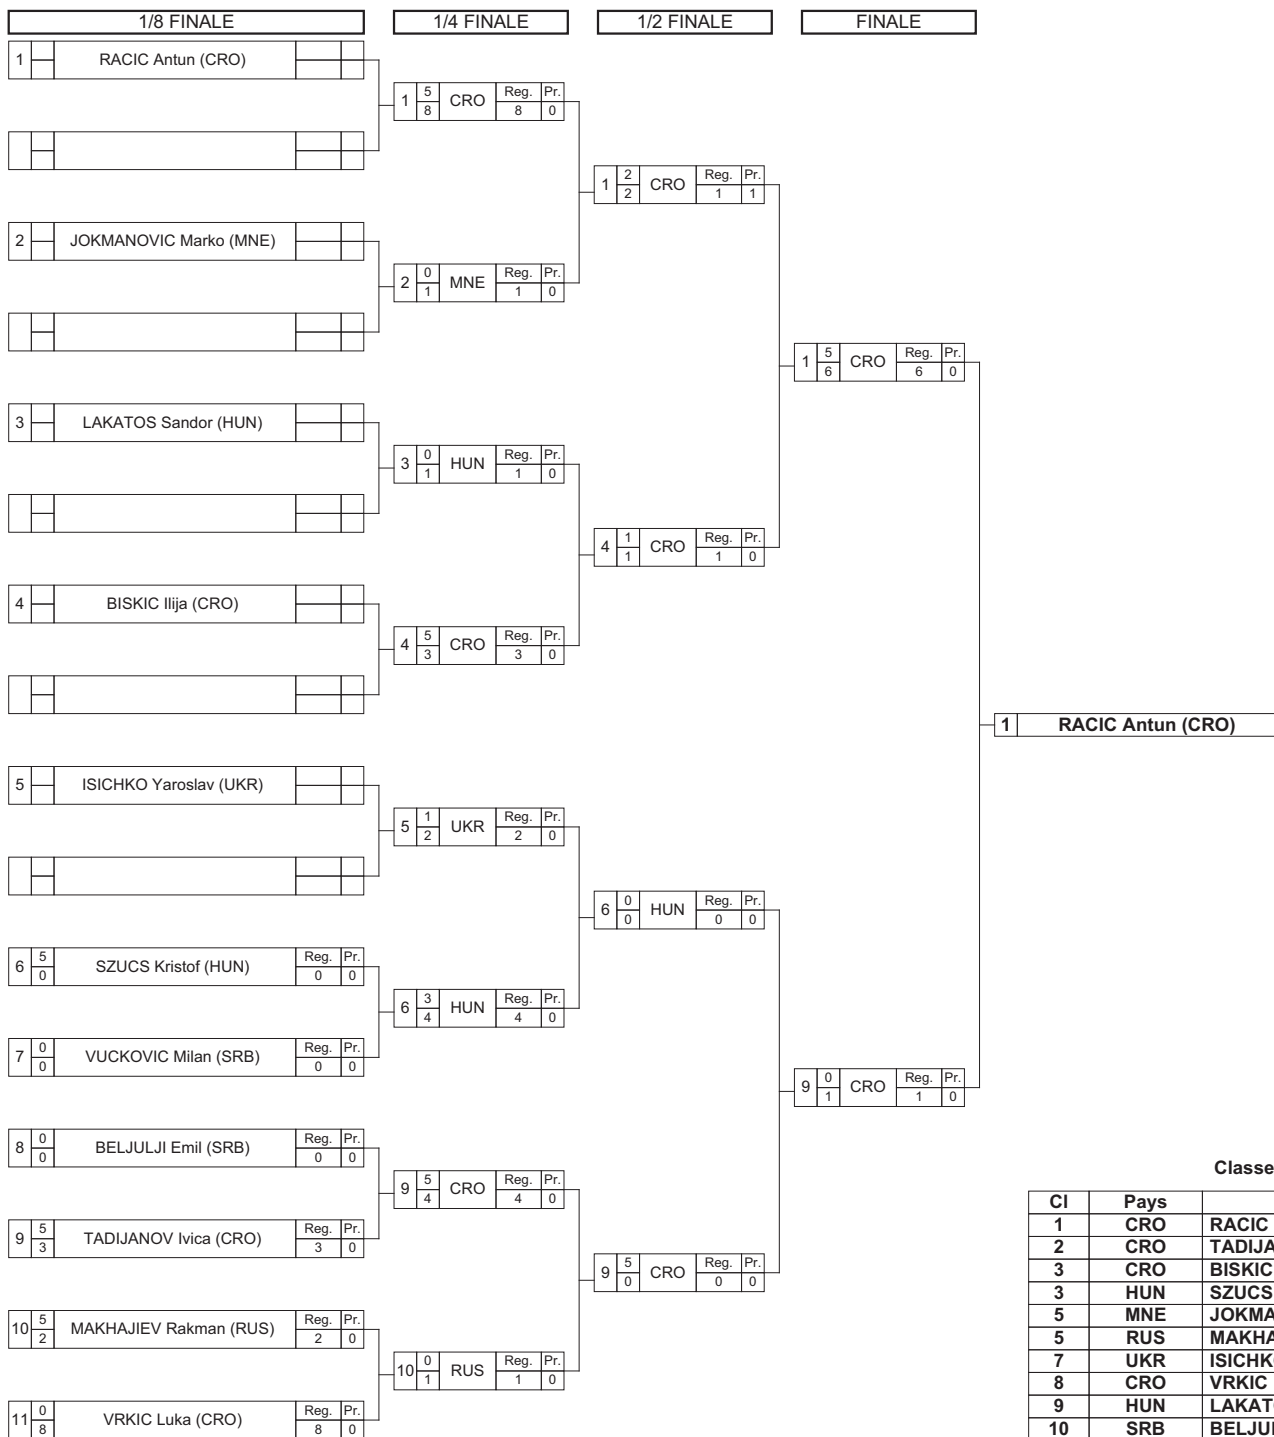 1/8 FINALE 1/4 FINALE 1/2 FINALE FINALE
1 RACIC Antun (CRO)
1 5 8 CRO Reg. Pr. 8 0
1 2 2 CRO Reg. Pr. 1 1
2 JOKMANOVIC Marko (MNE)
2 0 1 MNE Reg. Pr. 1 0
1 5 6 CRO Reg. Pr. 6 0
3 LAKATOS Sandor (HUN)
3 0 1 HUN Reg. Pr. 1 0
4 1 1 CRO Reg. Pr. 1 0
4 BISKIC Ilija (CRO)
4 5 3 CRO Reg. Pr. 3 0
1 RACIC Antun (CRO)
5 ISICHKO Yaroslav (UKR)
5 1 2 UKR Reg. Pr. 2 0
6 0 0 HUN Reg. Pr. 0 0
6 5 0 SZUCS Kristof (HUN) Reg. Pr. 0 0
6 3 4 HUN Reg. Pr. 4 0
7 0 0 VUCKOVIC Milan (SRB) Reg. Pr. 0 0
9 0 1 CRO Reg. Pr. 1 0
8 0 0 BELJULJI Emil (SRB) Reg. Pr. 0 0
9 5 4 CRO Reg. Pr. 4 0
9 5 3 TADIJANOV Ivica (CRO) Reg. Pr. 3 0
9 5 0 CRO Reg. Pr. 0 0
10 5 2 MAKHAJIEV Rakman (RUS) Reg. Pr. 2 0
10 0 1 RUS Reg. Pr. 1 0
11 0 8 VRKIC Luka (CRO) Reg. Pr. 8 0
Classe
Cl Pays
1 CRO RACIC
2 CRO TADIJA
3 CRO BISKIC
3 HUN SZUCS
5 MNE JOKMA
5 RUS MAKHA
7 UKR ISICHK
8 CRO VRKIC
9 HUN LAKAT
10 SRB BELJU